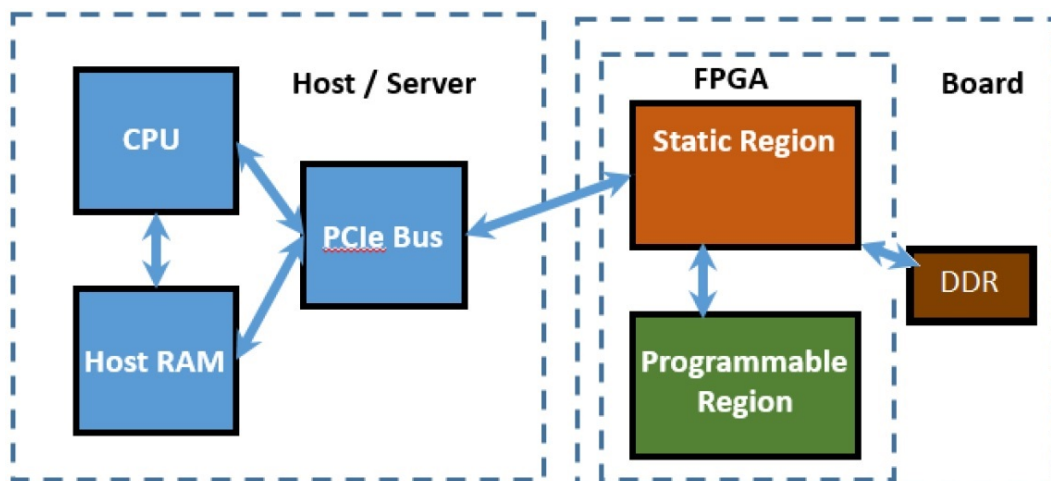 Host / Server
CPU
PCIe Bus
Host RAM
FPGA
Board
Static Region
DDR
Programmable
Region